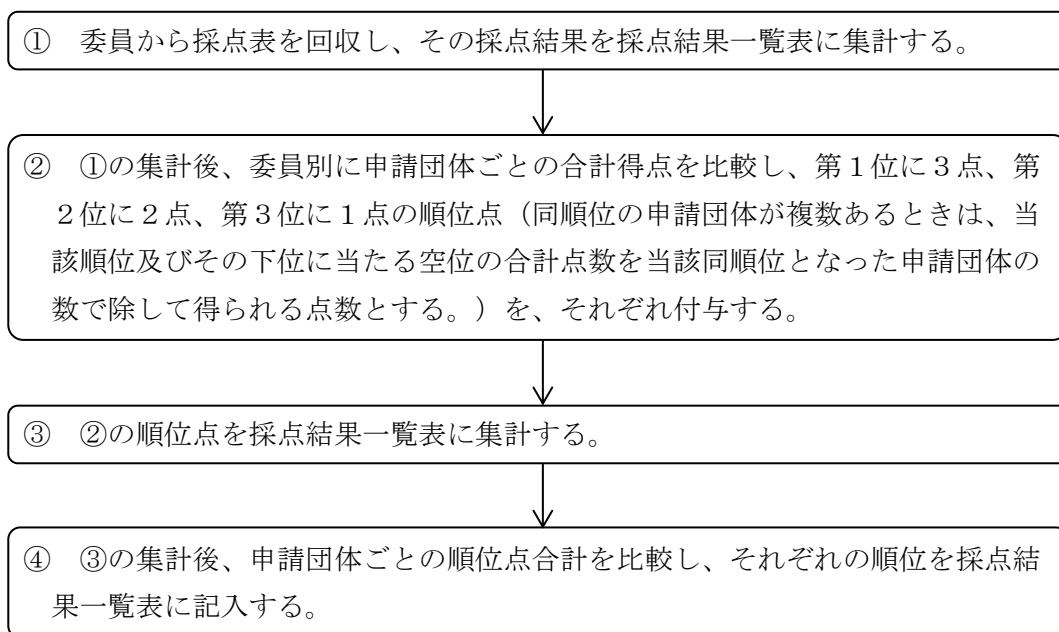 ① 委員から採点表を回収し、その採点結果を採点結果一覧表に集計する。
② ①の集計後、委員別に申請団体ごとの合計得点を比較し、第１位に３点、第
２位に２点、第３位に１点の順位点（同順位の申請団体が複数あるときは、当
該順位及びその下位に当たる空位の合計点数を当該同順位となった申請団体の
数で除して得られる点数とする。）を、それぞれ付与する。
③ ②の順位点を採点結果一覧表に集計する。
④ ③の集計後、申請団体ごとの順位点合計を比較し、それぞれの順位を採点結
果一覧表に記入する。